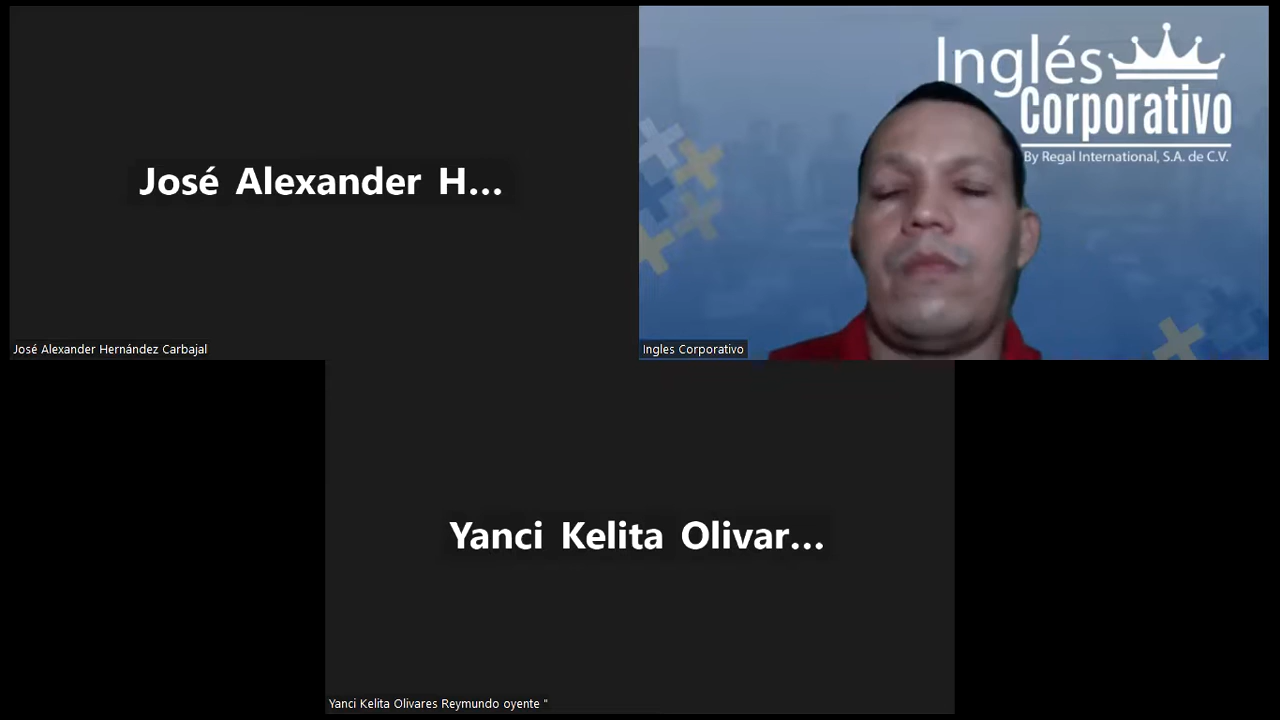 José Alexander H...
José Alexander Hernández Carbajal
Inglés
Corporativo
By Regal International, S.A. de C.V.
Ingles Corporativo
Yanci Kelita Olivar...
Yanci Kelita Olivares Reymundo oyente "